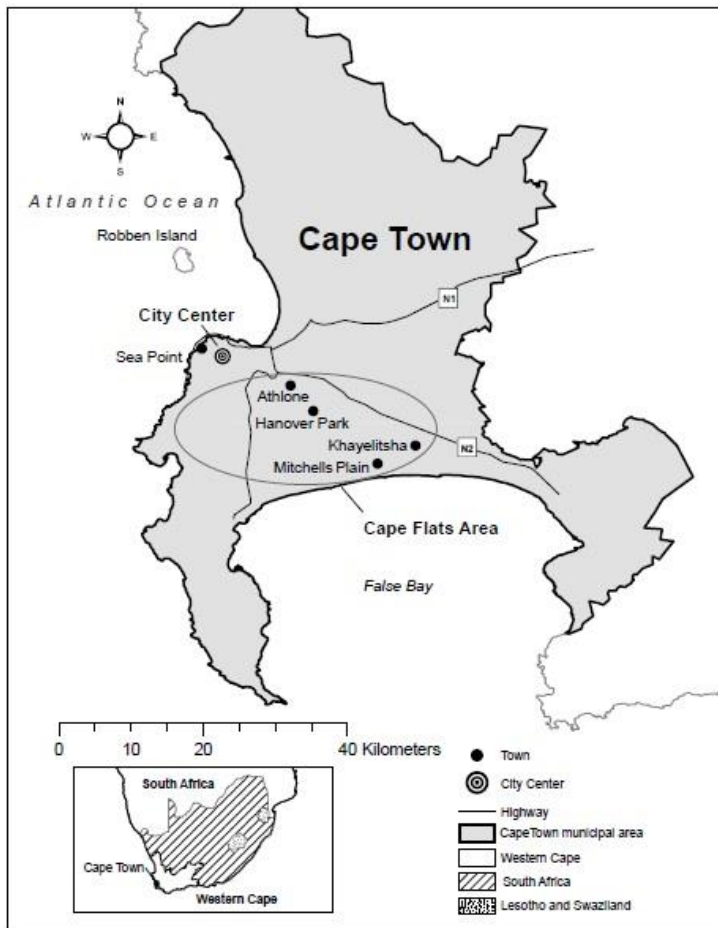 N
W E
S
Atlantic Ocean
Robben Island
Cape Town
N1
City Center
Sea Point
Athlone
Hanover Park
Khayelitsha
N2
Mitchells Plain
Cape Flats Area
False Bay
0 20 40 Kilometers
Town
City Center
Highway
CapeTown municipal area
Western Cape
South Africa
Lesotho and Swaziland
South Africa
Cape Town
Western Cape